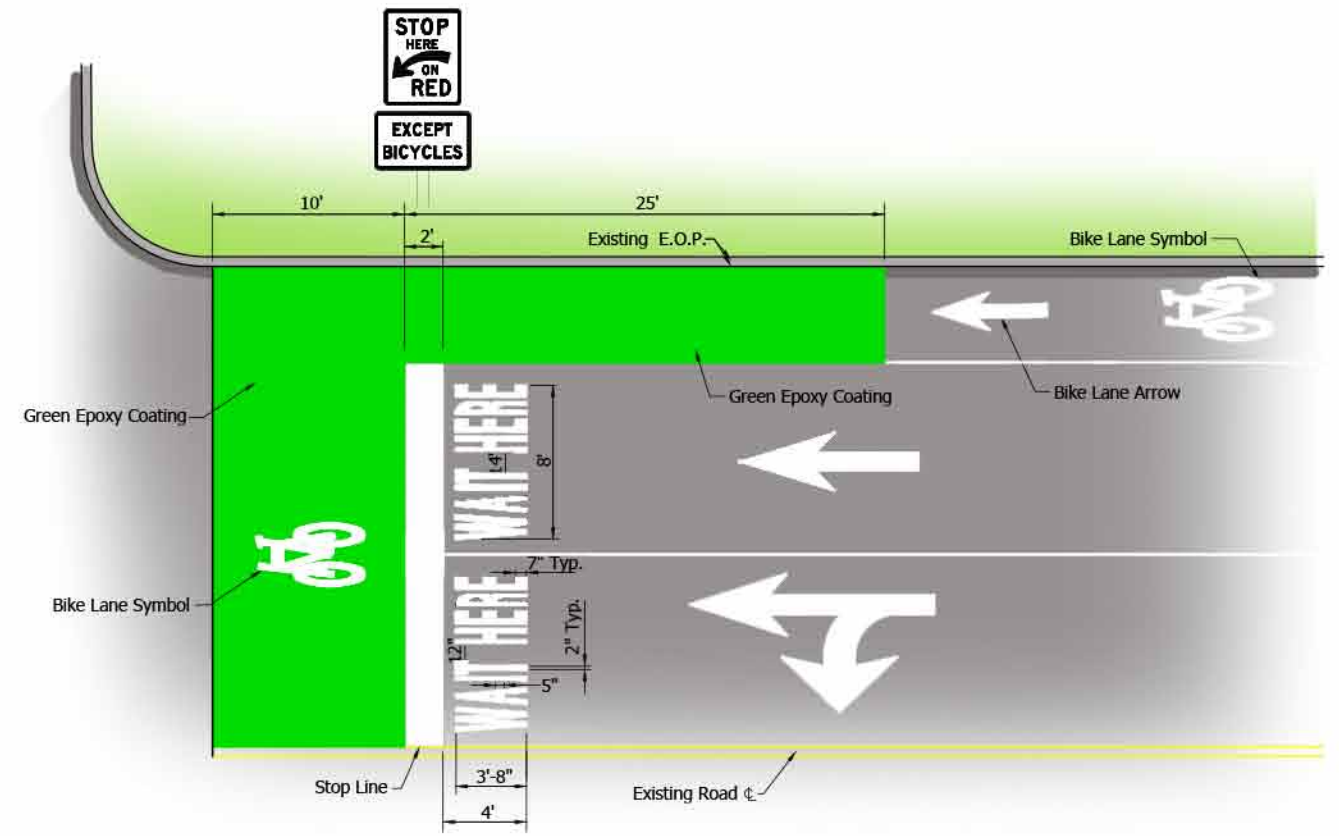 STOP
HERE
ON
RED
EXCEPT
BICYCLES
10'
25'
2'
Existing E.O.P.
Bike Lane Symbol
Green Epoxy Coating
Green Epoxy Coating
Bike Lane Arrow
WAIT HERE
14'
8'
7" Typ.
Bike Lane Symbol
WAIT HERE
12"
2" Typ.
5"
Stop Line
3'-8"
4'
Existing Road ℄